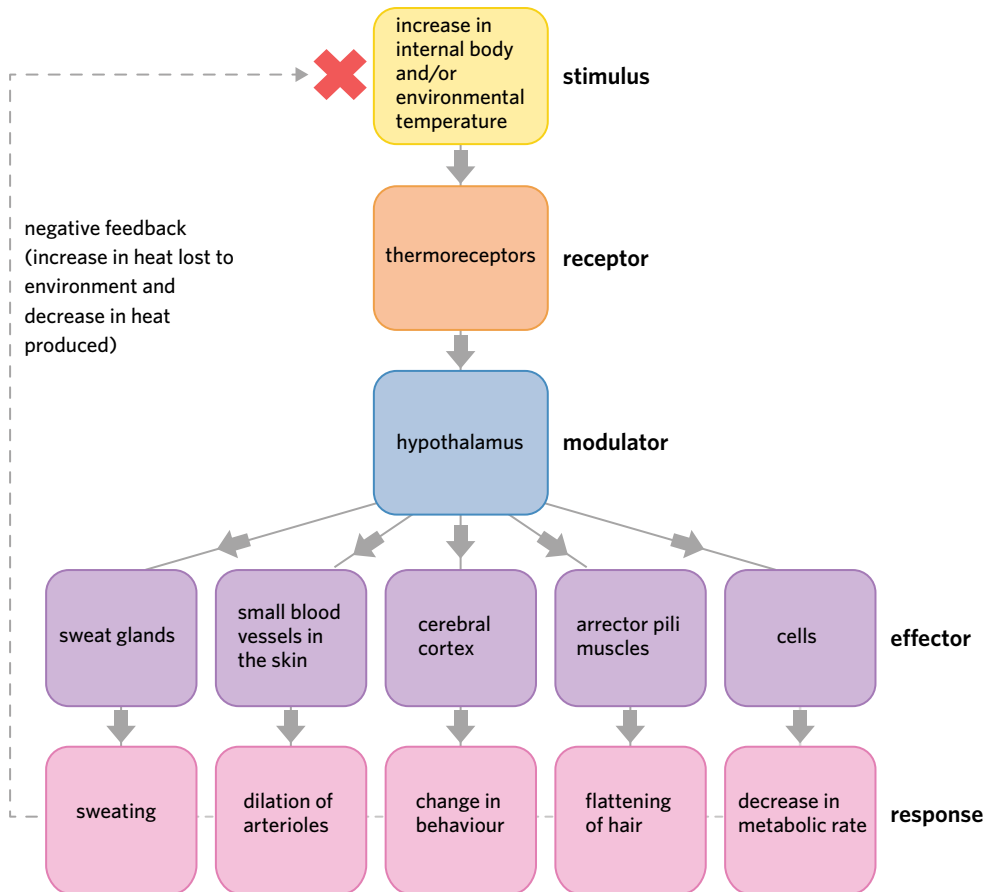 increase in
internal body
and/or
environmental
temperature
stimulus
negative feedback
(increase in heat lost to
environment and
decrease in heat
produced)
thermoreceptors
receptor
hypothalamus
modulator
sweat glands
small blood
vessels in
the skin
cerebral
cortex
arrector pili
muscles
cells
effector
sweating
dilation of
arterioles
change in
behaviour
flattening
of hair
decrease in
metabolic rate
response